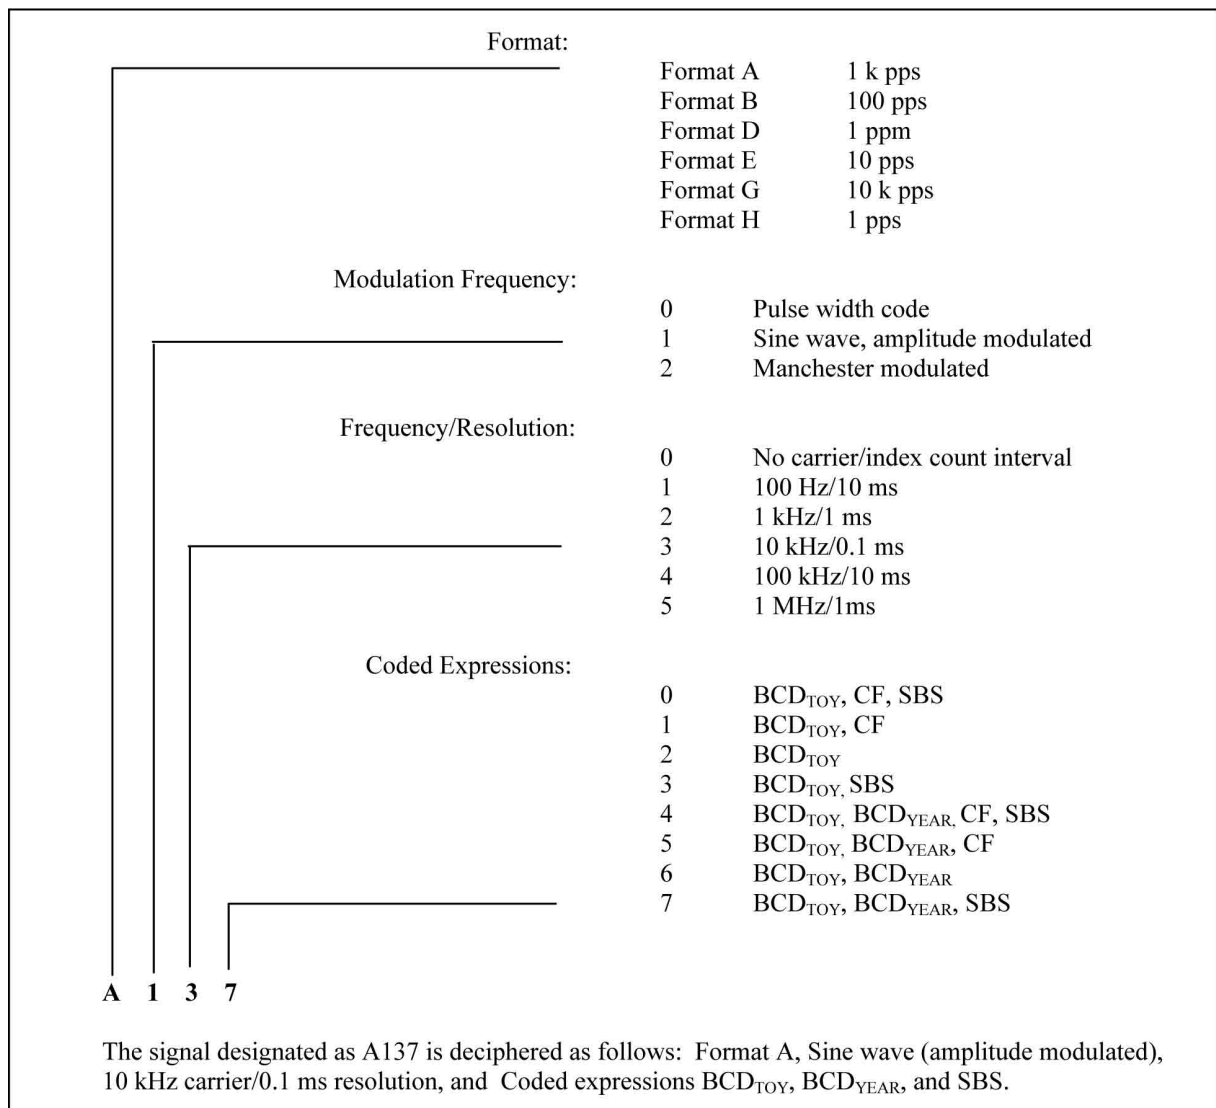 Format:
Format A 1 k pps
Format B 100 pps
Format D 1 ppm
Format E 10 pps
Format G 10 k pps
Format H 1 pps
Modulation Frequency:
0 Pulse width code
1 Sine wave, amplitude modulated
2 Manchester modulated
Frequency/Resolution:
0 No carrier/index count interval
1 100 Hz/10 ms
2 1 kHz/1 ms
3 10 kHz/0.1 ms
4 100 kHz/10 ms
5 1 MHz/1ms
Coded Expressions:
0 BCDTOY, CF, SBS
1 BCDTOY, CF
2 BCDTOY
3 BCDTOY, SBS
4 BCDTOY, BCDYEAR, CF, SBS
5 BCDTOY, BCDYEAR, CF
6 BCDTOY, BCDYEAR
7 BCDTOY, BCDYEAR, SBS
A 1 3 7
The signal designated as A137 is deciphered as follows: Format A, Sine wave (amplitude modulated),
10 kHz carrier/0.1 ms resolution, and Coded expressions BCDTOY, BCDYEAR, and SBS.